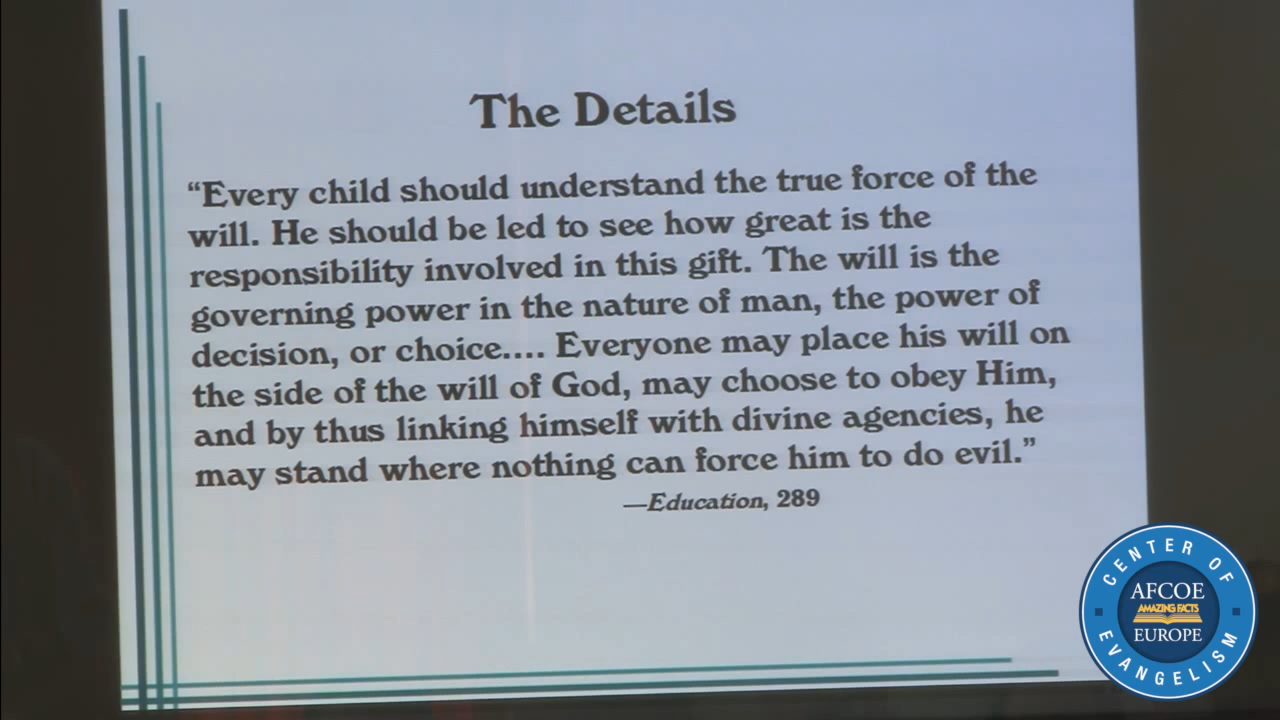 The Details
“Every child should understand the true force of the
will. He should be led to see how great is the
responsibility involved in this gift. The will is the
governing power in the nature of man, the power of
decision, or choice.... Everyone may place his will on
the side of the will of God, may choose to obey Him,
and by thus linking himself with divine agencies, he
may stand where nothing can force him to do evil.”
—Education, 289
CENTER OF
AFCOE
AMAZING FACTS
EUROPE
EVANGELISM